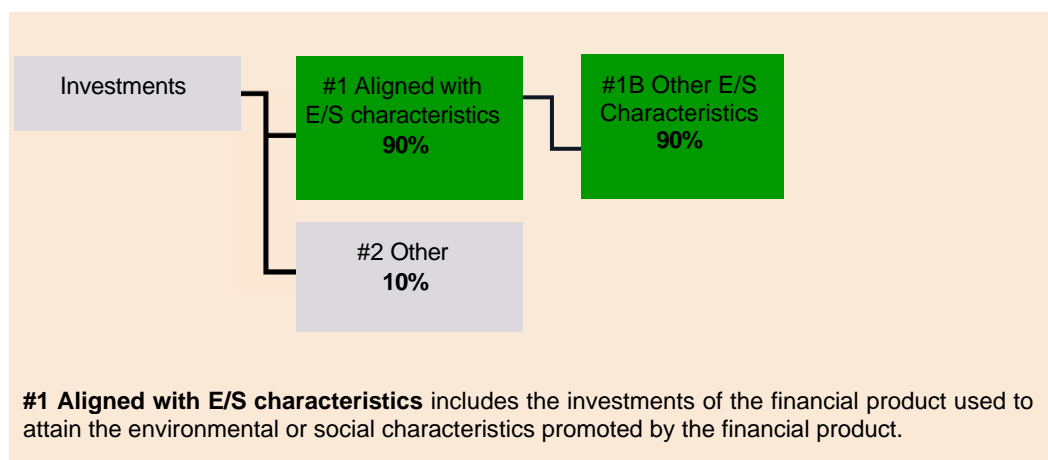 Investments
#1 Aligned with
E/S characteristics
90%
#1B Other E/S
Characteristics
90%
#2 Other
10%
#1 Aligned with E/S characteristics includes the investments of the financial product used to
attain the environmental or social characteristics promoted by the financial product.